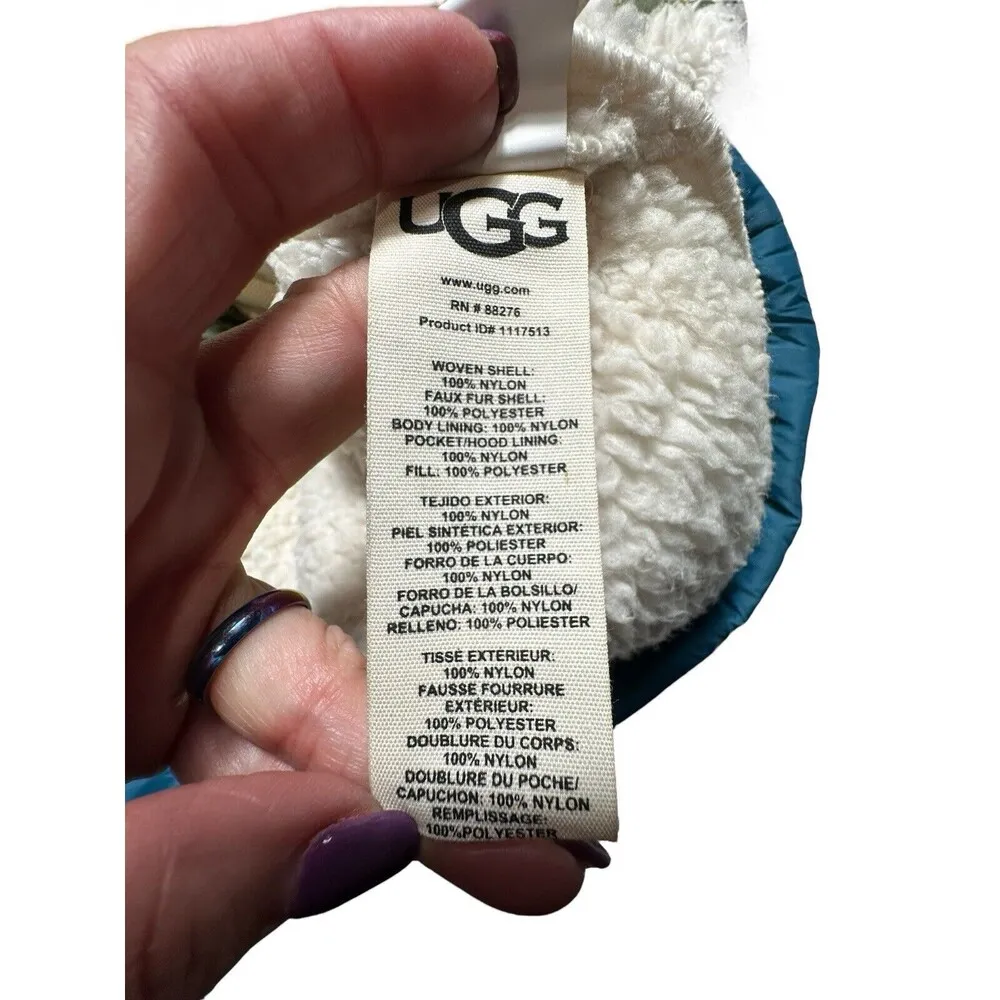 UGG
www.ugg.com
RN # 88276
Product ID# 1117513
WOVEN SHELL:
100% NYLON
FAUX FUR SHELL:
100% POLYESTER
BODY LINING: 100% NYLON
POCKET/HOOD LINING:
100% NYLON
FILL: 100% POLYESTER
TEJIDO EXTERIOR:
100% NYLON
PIEL SINTÉTICA EXTERIOR:
100% POLIESTER
FORRO DE LA CUERPO:
100% NYLON
FORRO DE LA BOLSILLO/
CAPUCHA: 100% NYLON
RELLENO: 100% POLIESTER
TISSE EXTERIEUR:
100% NYLON
FAUSSE FOURRURE
EXTÉRIEUR:
100% POLYESTER
DOUBLURE DU CORPS:
100% NYLON
DOUBLURE DU POCHE/
CAPUCHON: 100% NYLON
REMPLISSAGE:
100%POLYESTER